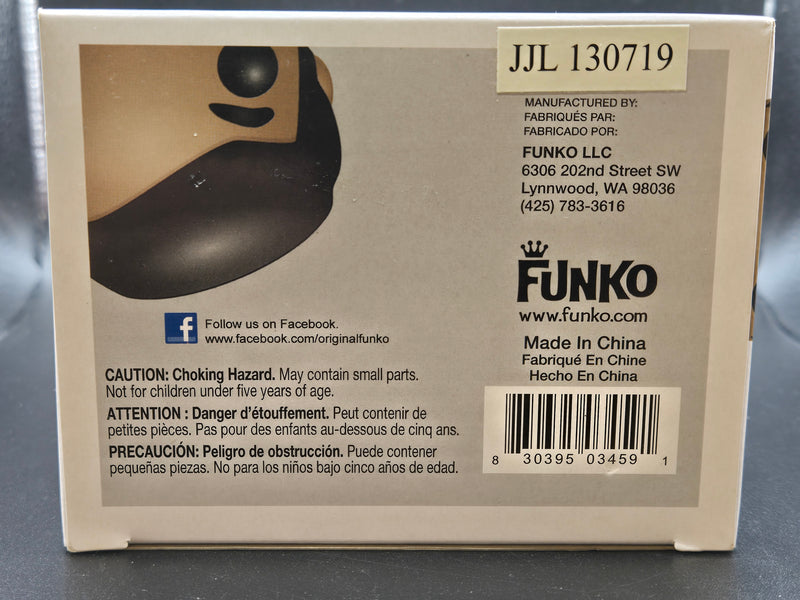 JJL 130719
MANUFACTURED BY:
FABRIQUÉS PAR:
FABRICADO POR:
FUNKO LLC
6306 202nd Street SW
Lynnwood, WA 98036
(425) 783-3616
FUNKO
www.funko.com
Made In China
Fabriqué En Chine
Hecho En China
8 30395 03459 1
f
Follow us on Facebook.
www.facebook.com/originalfunko
CAUTION: Choking Hazard. May contain small parts.
Not for children under five years of age.
ATTENTION : Danger d'étouffement. Peut contenir de
petites pièces. Pas pour des enfants au-dessous de cinq ans.
PRECAUCIÓN: Peligro de obstrucción. Puede contener
pequeñas piezas. No para los niños bajo cinco años de edad.